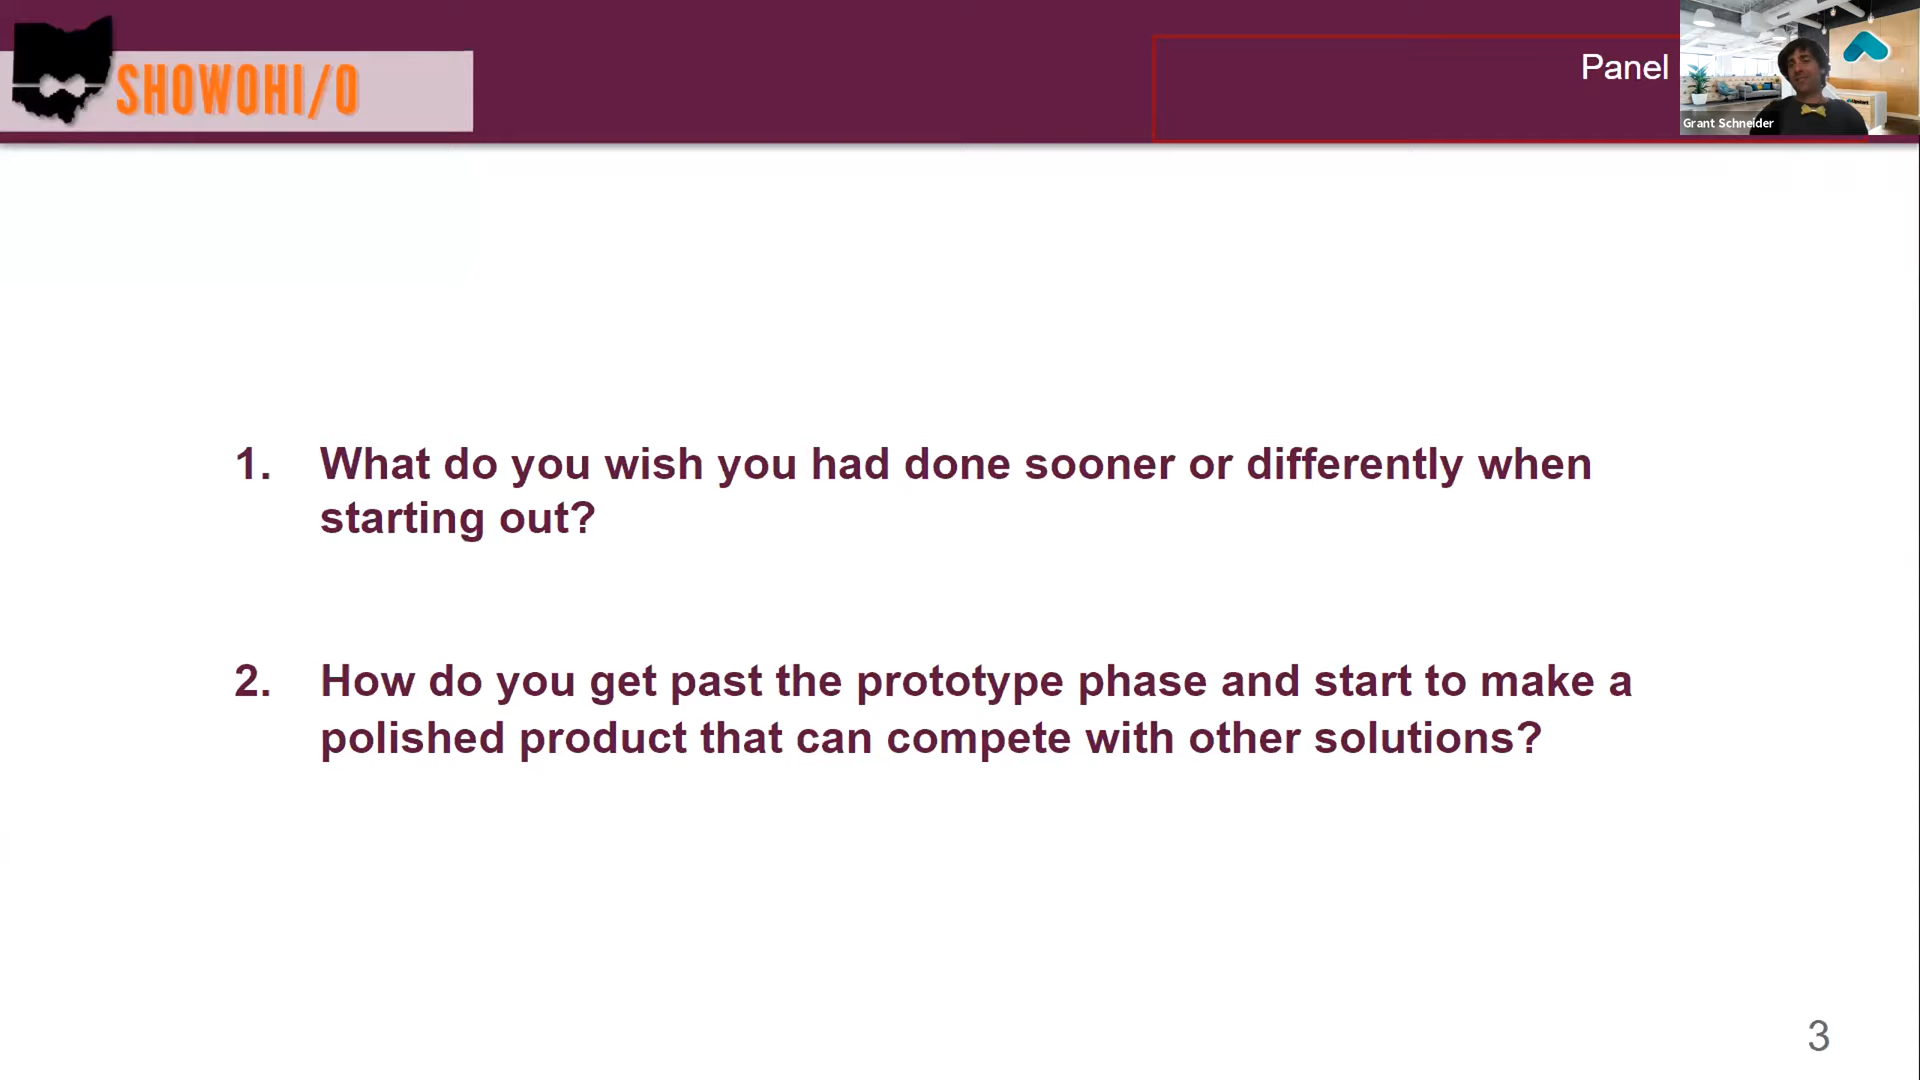 SHOWOHI/O
Panel
Grant Schneider
Upstart
1. What do you wish you had done sooner or differently when
starting out?
2. How do you get past the prototype phase and start to make a
polished product that can compete with other solutions?
3